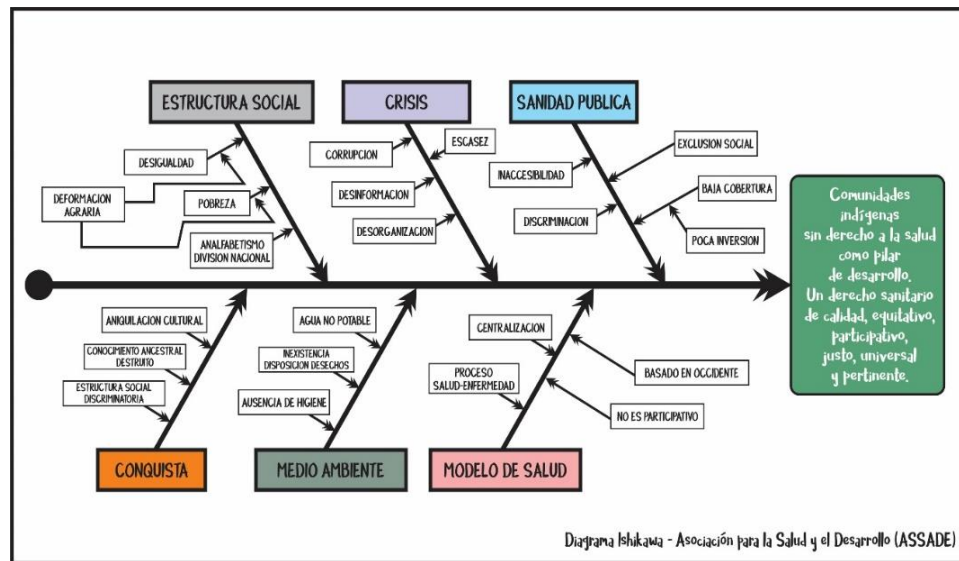 ESTRUCTURA SOCIAL
CRISIS
SANIDAD PUBLICA
DESIGUALDAD
DEFORMACION
AGRARIA
POBREZA
ANALFABETISMO
DIVISION NACIONAL
CORRUPCION
ESCASEZ
DESINFORMACION
DESORGANIZACION
INACCESIBILIDAD
EXCLUSION SOCIAL
DISCRIMINACION
BAJA COBERTURA
POCA INVERSION
Comunidades
indígenas
sin derecho a la salud
como pilar
de desarrollo.
Un derecho sanitario
de calidad, equitativo,
participativo,
justo, universal
y pertinente.
ANIQUILACION CULTURAL
CONOCIMIENTO ANCESTRAL
DESTRUITO
ESTRUCTURA SOCIAL
DISCRIMINATORIA
AGUA NO POTABLE
INEXISTENCIA
DISPOSICION DESECHOS
AUSENCIA DE HIGIENE
CENTRALIZACION
PROCESO
SALUD-ENFERMEDAD
BASADO EN OCCIDENTE
NO ES PARTICIPATIVO
CONQUISTA
MEDIO AMBIENTE
MODELO DE SALUD
Diagrama Ishikawa - Asociación para la Salud y el Desarrollo (ASSADE)